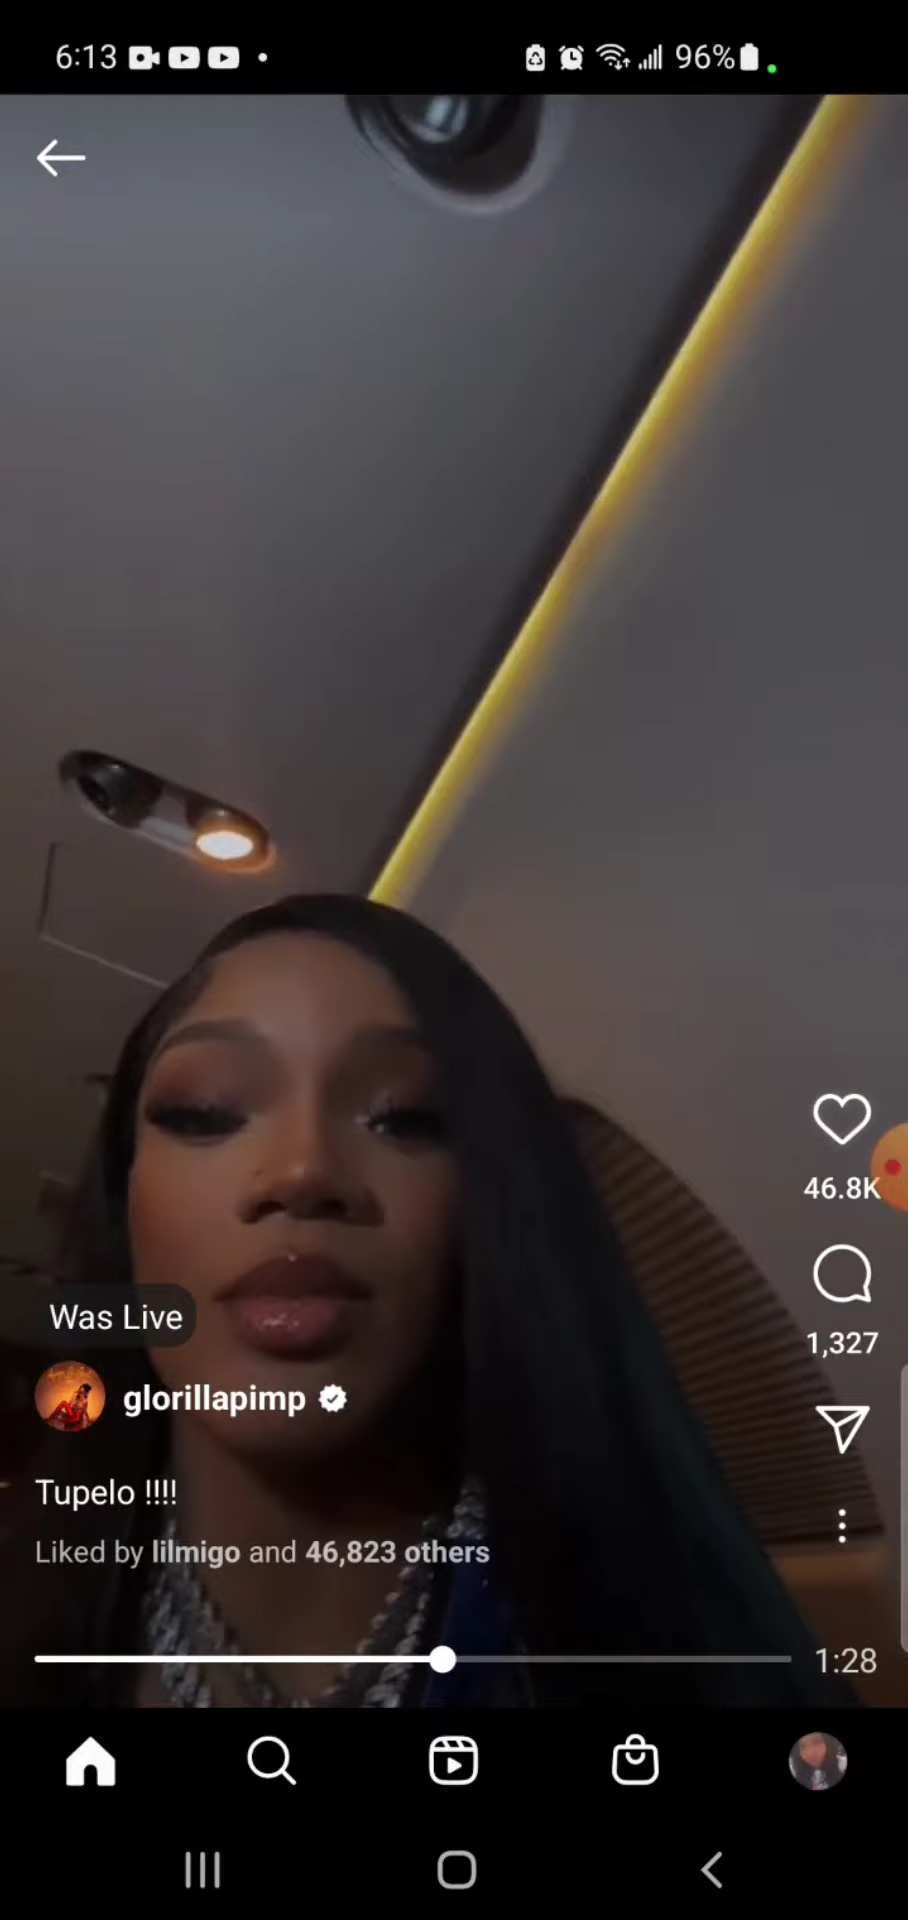 6:13
96%
46.8K
1,327
Was Live
glorillapimp
Tupelo !!!!
Liked by lilmigo and 46,823 others
1:28